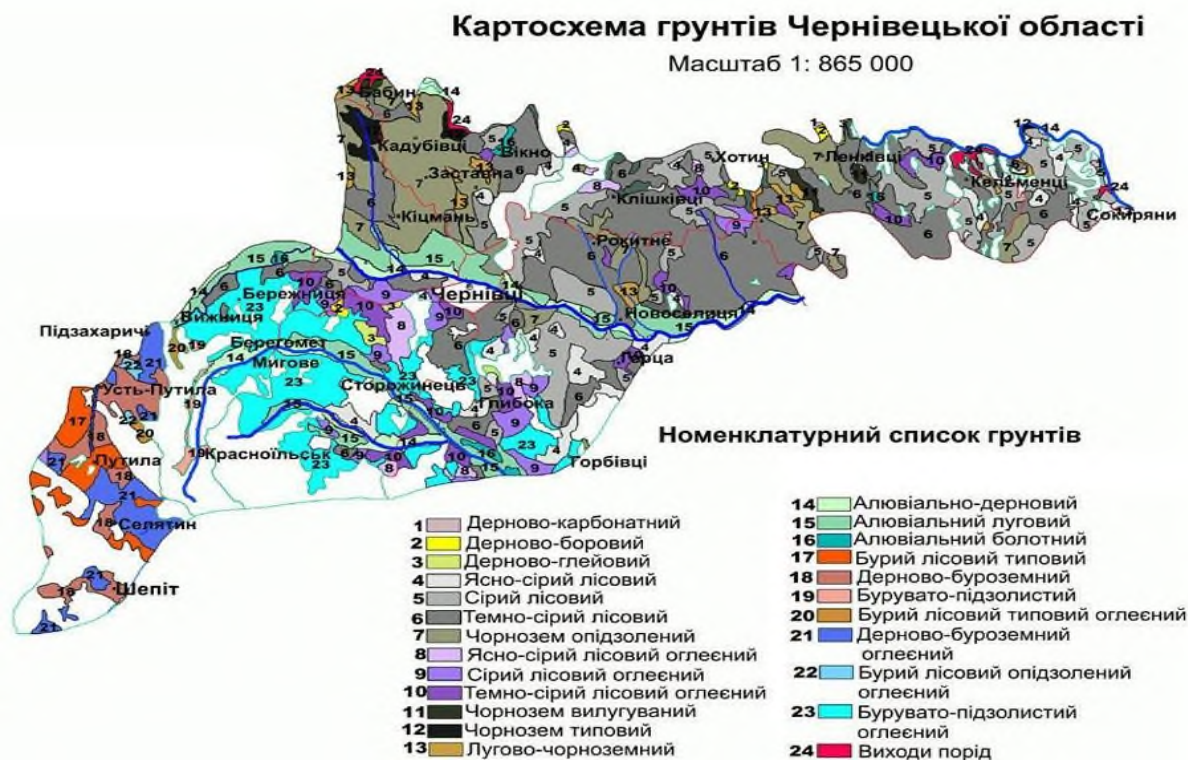 Картосхема грунтів Чернівецької області
Масштаб 1: 865 000
Бабин
Кадубівці
Вікно
Заставна
Кіцмань
Хотин
Ленківці
Клішківці
Кельменці
Сокиряни
Рокитне
Бережниця
Чернівці
Новоселиця
Вижниця
Підзахаричі
Берегомет
Мигове
Герца
Сторожинець
Усть-Путила
Глибока
Путила
Красноїльськ
Горбівці
Селятин
Шепіт
Номенклатурний список грунтів
1 Дерново-карбонатний
2 Дерново-боровий
3 Дерново-глейовий
4 Ясно-сірий лісовий
5 Сірий лісовий
6 Темно-сірий лісовий
7 Чорнозем опідзолений
8 Ясно-сірий лісовий оглеєний
9 Сірий лісовий оглеєний
10 Темно-сірий лісовий оглеєний
11 Чорнозем вилугуваний
12 Чорнозем типовий
13 Лугово-чорноземний
14 Алювіально-дерновий
15 Алювіальний луговий
16 Алювіальний болотний
17 Бурий лісовий типовий
18 Дерново-буроземний
19 Бурувато-підзолистий
20 Бурий лісовий типовий оглеєний
21 Дерново-буроземний
оглеєний
22 Бурий лісовий опідзолений
оглеєний
23 Бурувато-підзолистий
оглеєний
24 Виходи порід